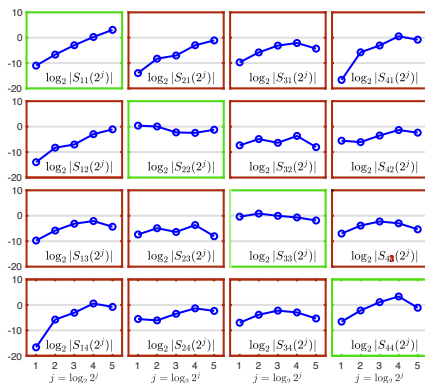 10
0
-10
-20
log₂ |S₁₁(2ʲ)|
log₂ |S₂₁(2ʲ)|
log₂ |S₃₁(2ʲ)|
log₂ |S₄₁(2ʲ)|
10
0
-10
-20
log₂ |S₁₂(2ʲ)|
log₂ |S₂₂(2ʲ)|
log₂ |S₃₂(2ʲ)|
log₂ |S₄₂(2ʲ)|
10
0
-10
-20
log₂ |S₁₃(2ʲ)|
log₂ |S₂₃(2ʲ)|
log₂ |S₃₃(2ʲ)|
log₂ |S₄₃(2ʲ)|
10
0
-10
-20
log₂ |S₁₄(2ʲ)|
log₂ |S₂₄(2ʲ)|
log₂ |S₃₄(2ʲ)|
log₂ |S₄₄(2ʲ)|
1 2 3 4 5
1 2 3 4 5
1 2 3 4 5
1 2 3 4 5
j = log₂ 2ʲ
j = log₂ 2ʲ
j = log₂ 2ʲ
j = log₂ 2ʲ